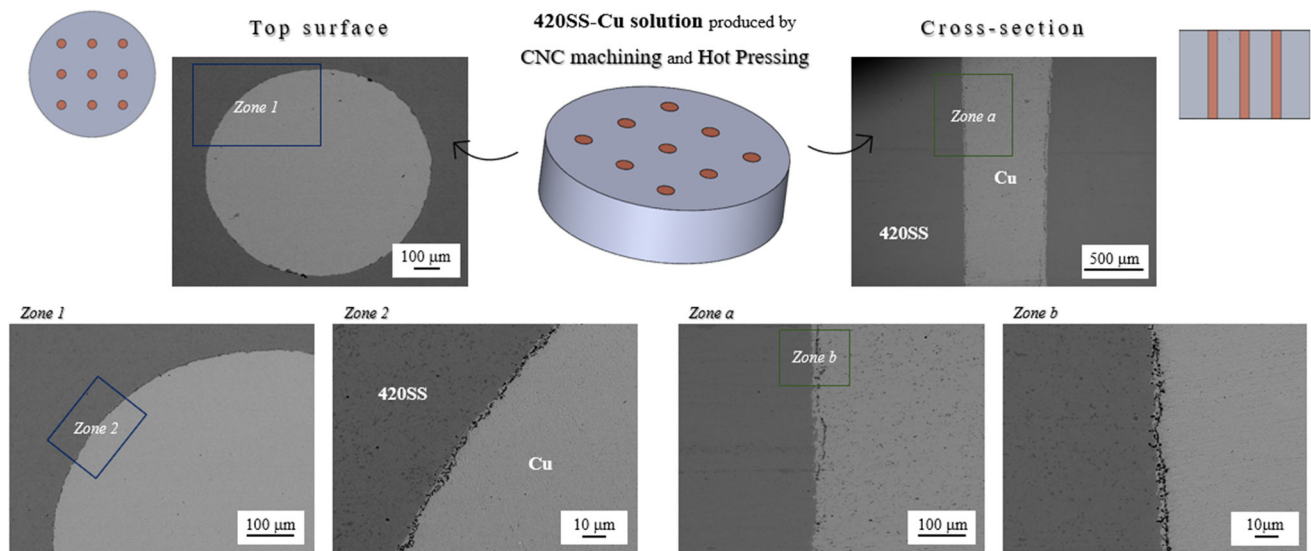 Top surface
420SS-Cu solution produced by
CNC machining and Hot Pressing
Cross-section
Zone 1
100 μm
Zone a
Cu
420SS
500 μm
Zone 1
Zone 2
Zone a
Zone b
Zone 2
100 μm
420SS
Cu
10 μm
Zone b
100 μm
10μm